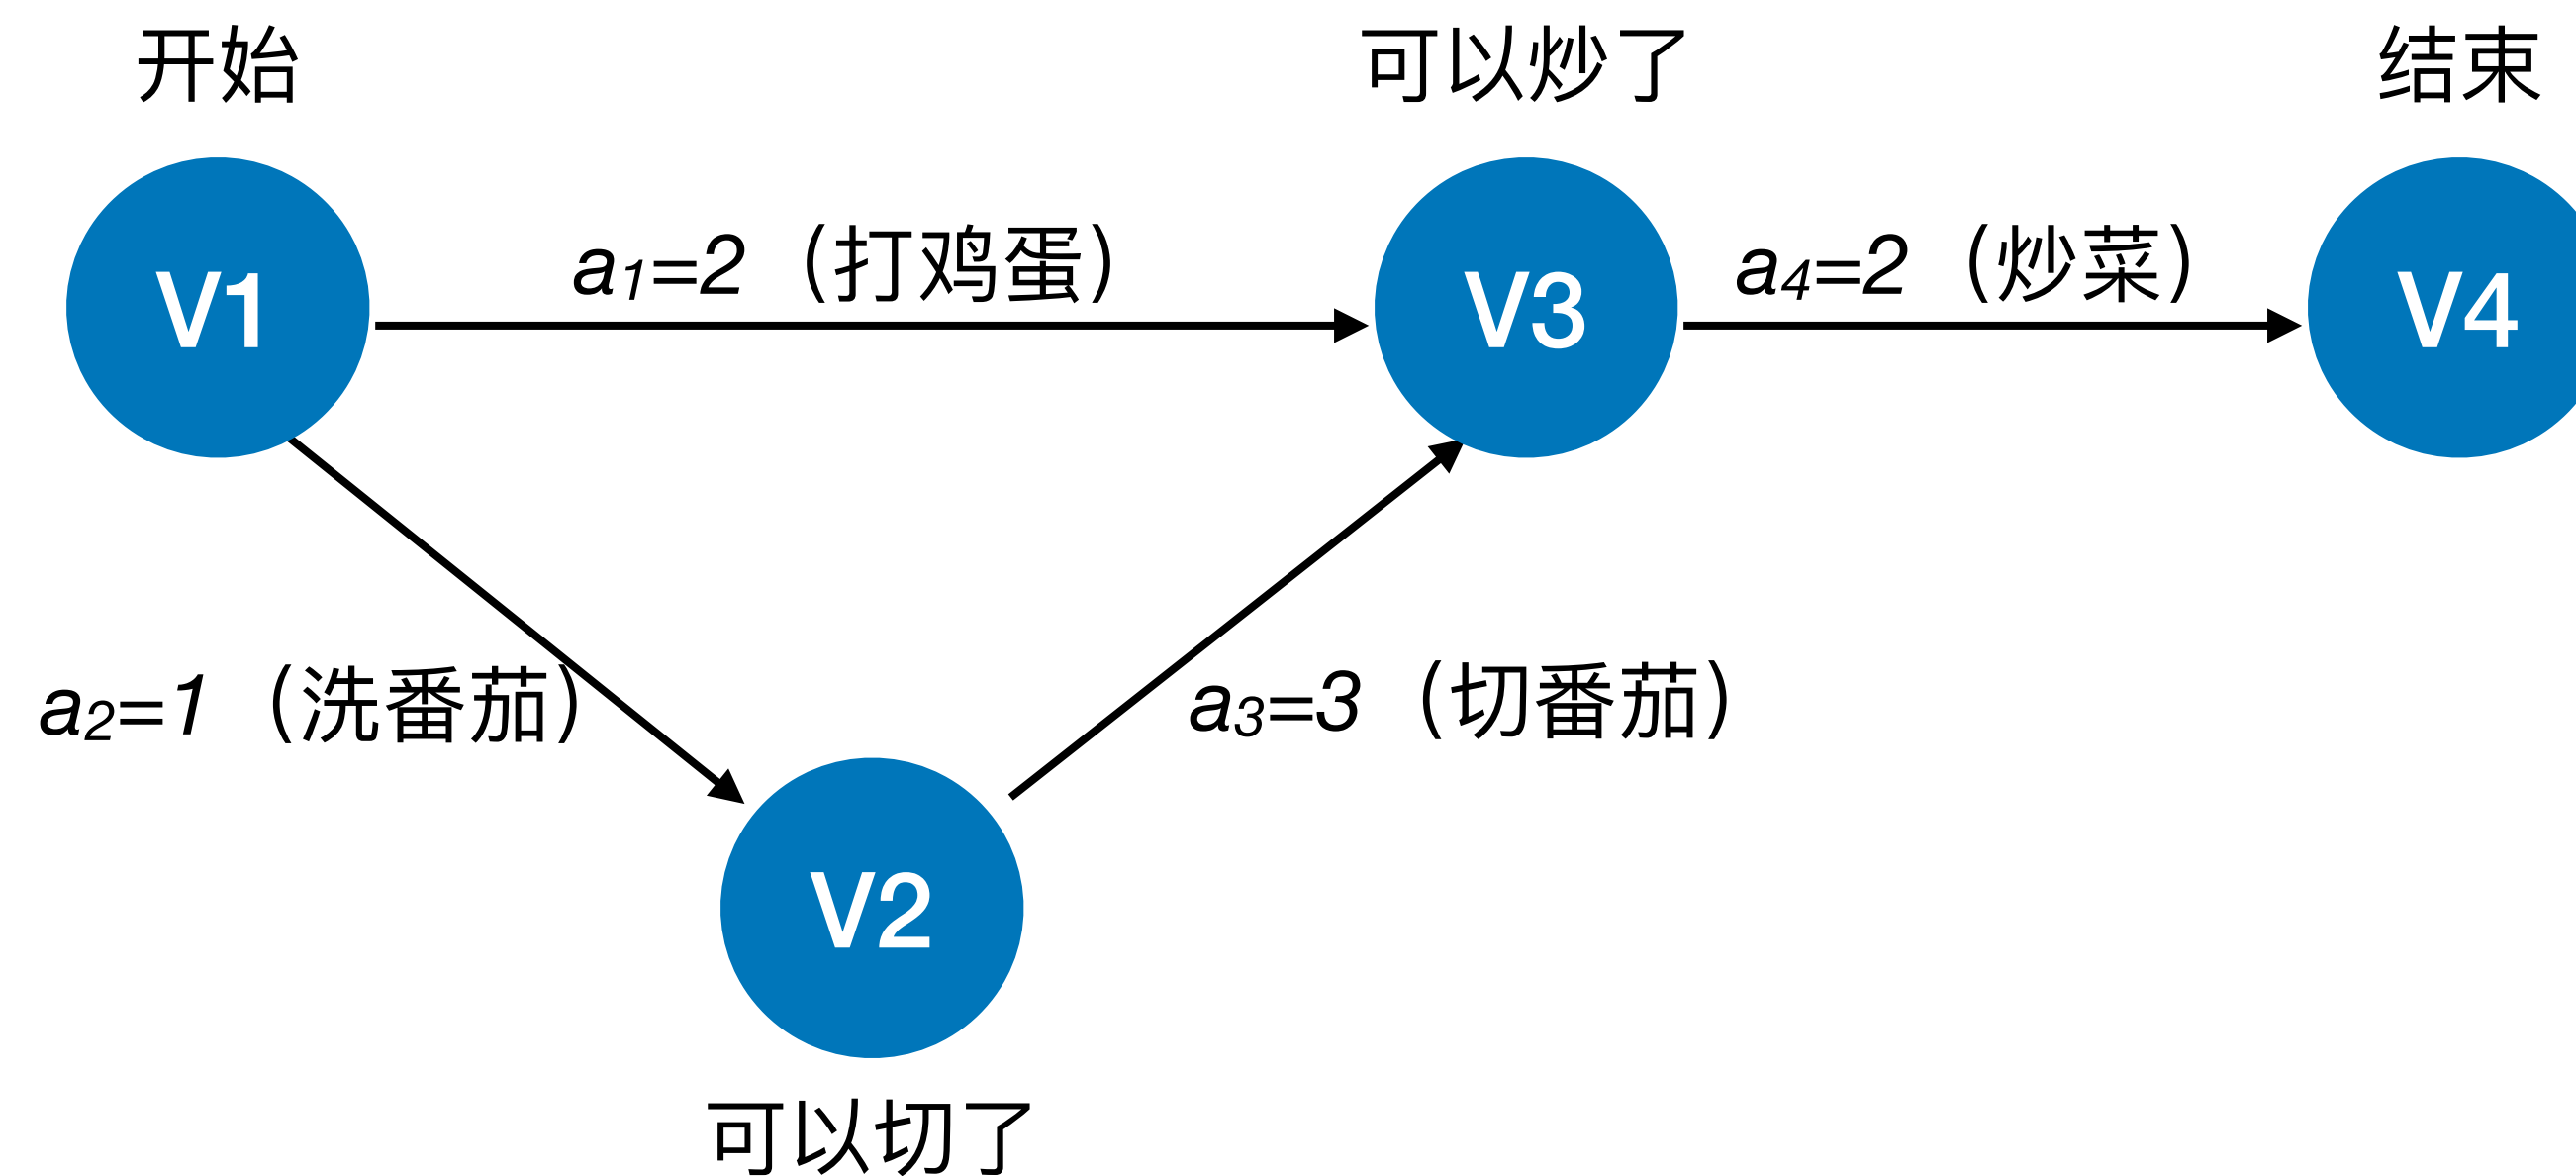 开始
可以炒了
结束
a₁=2（打鸡蛋）
a₄=2（炒菜）
V1
V3
V4
a₂=1（洗番茄）
a₃=3（切番茄）
V2
可以切了